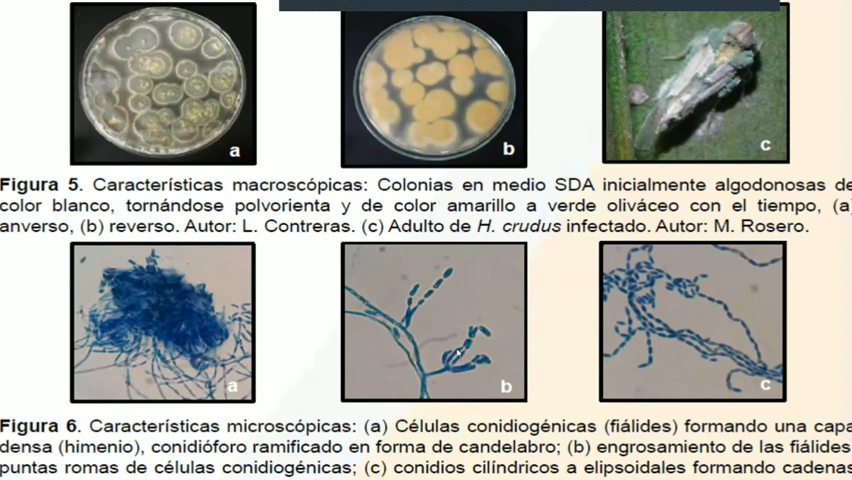 a
b
c
Figura 5. Características macroscópicas: Colonias en medio SDA inicialmente algodonosas de
color blanco, tornándose polvorienta y de color amarillo a verde oliváceo con el tiempo, (a)
anverso, (b) reverso. Autor: L. Contreras. (c) Adulto de H. crudus infectado. Autor: M. Rosero.
a
b
c
Figura 6. Características microscópicas: (a) Células conidiogénicas (fiálides) formando una capa
densa (himenio), conidióforo ramificado en forma de candelabro; (b) engrosamiento de las fiálides
puntas romas de células conidiogénicas; (c) conidios cilíndricos a elipsoidales formando cadenas